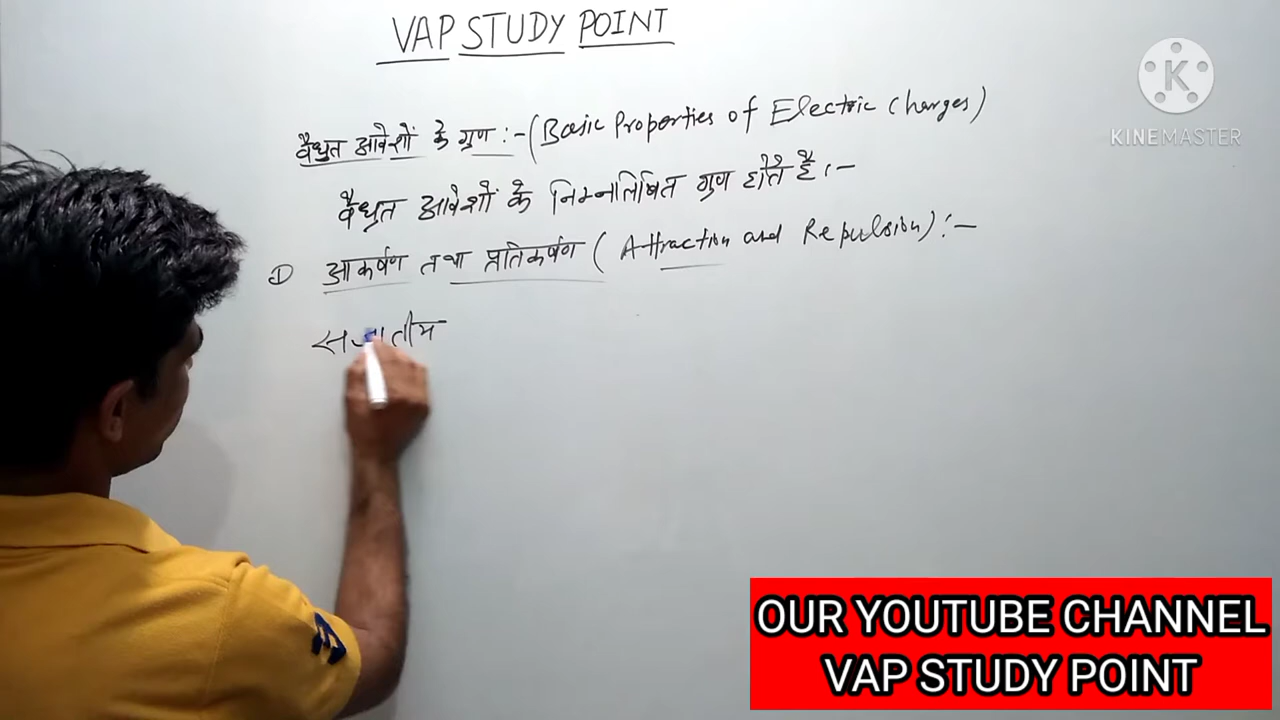 VAP STUDY POINT
वैधुत आवेशों के गुण :- (Basic Properties of Electric Charges)
वैधुत आवेशों के निम्नलिखित गुण होते है। :-
① आकर्षण तथा प्रतिकर्षण (Attraction and Repulsion) :-
सजातीय
K
KINEMASTER
OUR YOUTUBE CHANNEL
VAP STUDY POINT